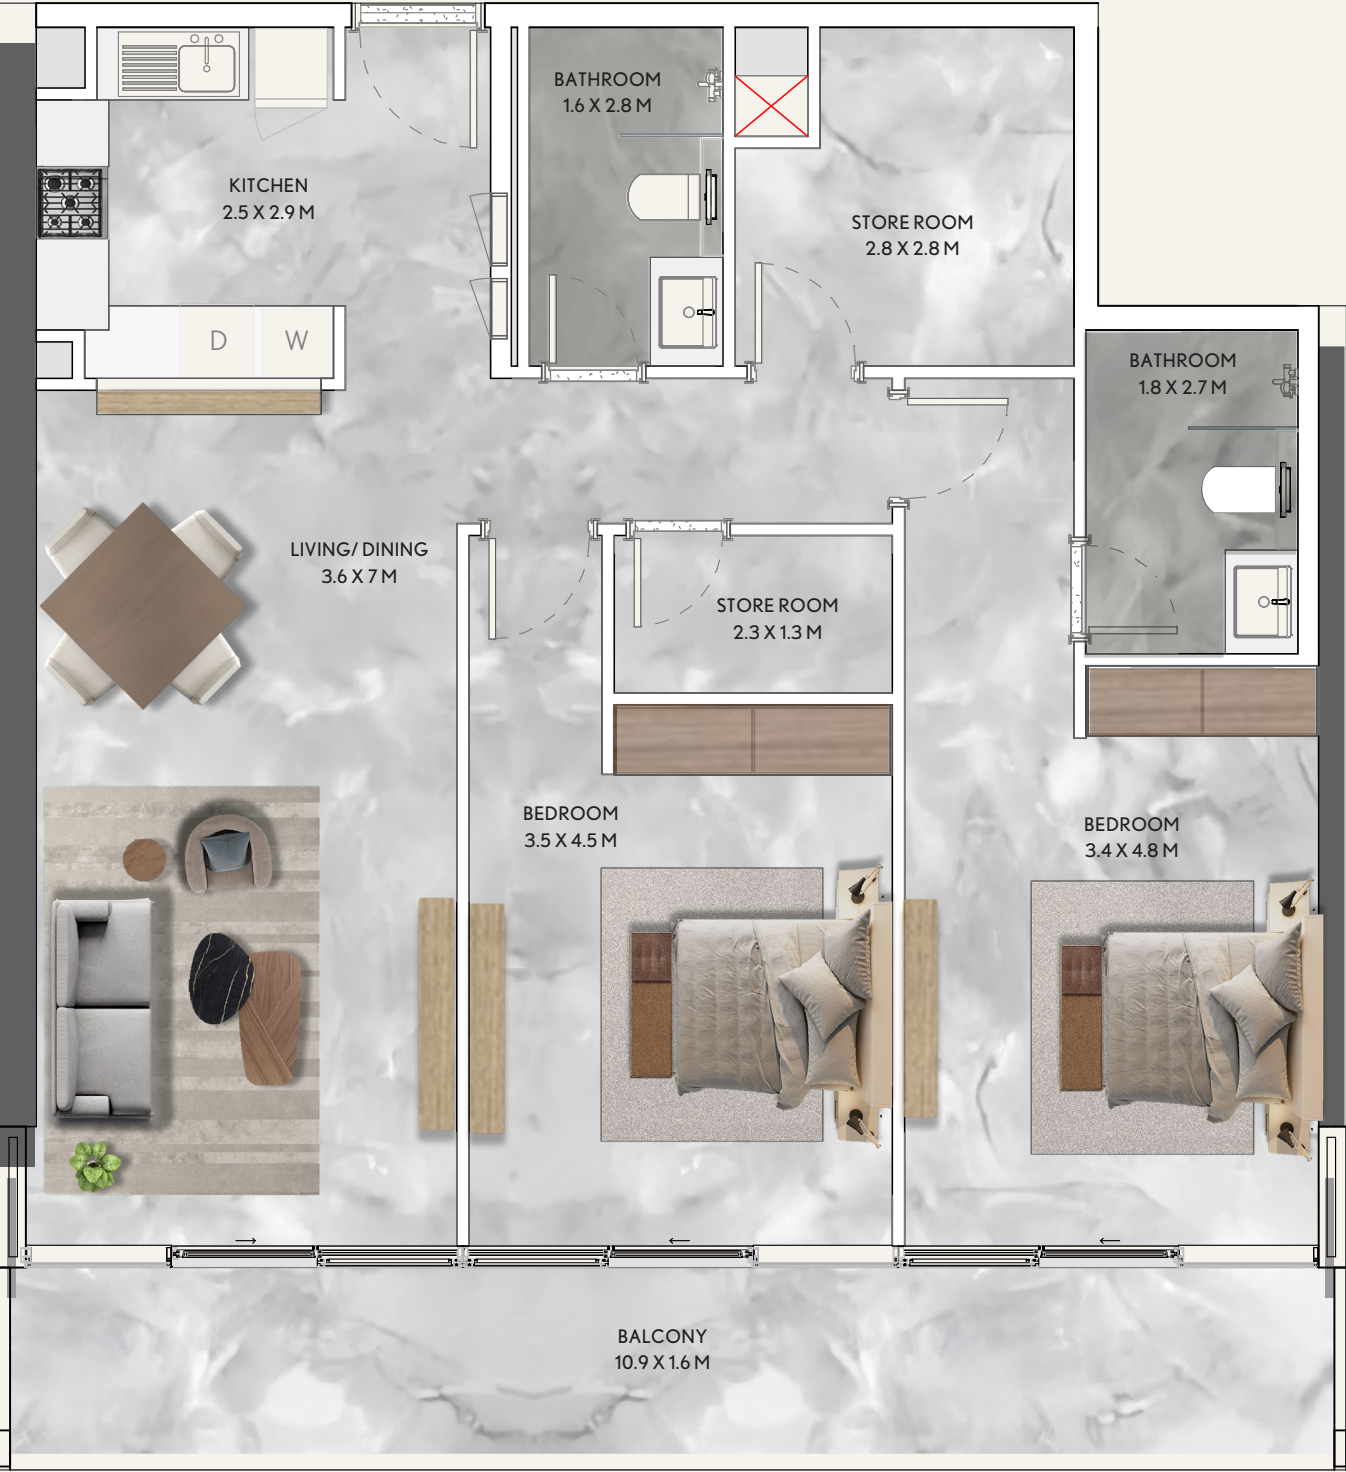 BATHROOM
1.6 X 2.8 M
KITCHEN
2.5 X 2.9 M
STORE ROOM
2.8 X 2.8 M
D
W
BATHROOM
1.8 X 2.7 M
LIVING/ DINING
3.6 X 7 M
STORE ROOM
2.3 X 1.3 M
BEDROOM
3.5 X 4.5 M
BEDROOM
3.4 X 4.8 M
BALCONY
10.9 X 1.6 M